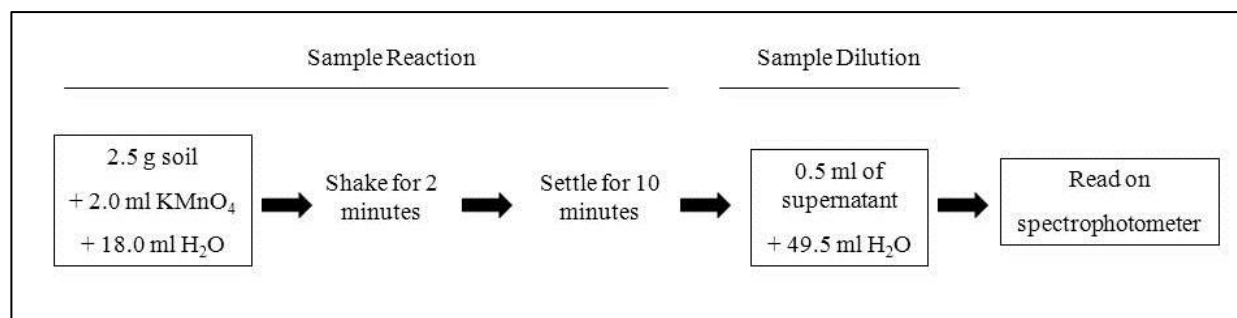 Sample Reaction
Sample Dilution
2.5 g soil
+ 2.0 ml KMnO₄
+ 18.0 ml H₂O
Shake for 2
minutes
Settle for 10
minutes
0.5 ml of
supernatant
+ 49.5 ml H₂O
Read on
spectrophotometer